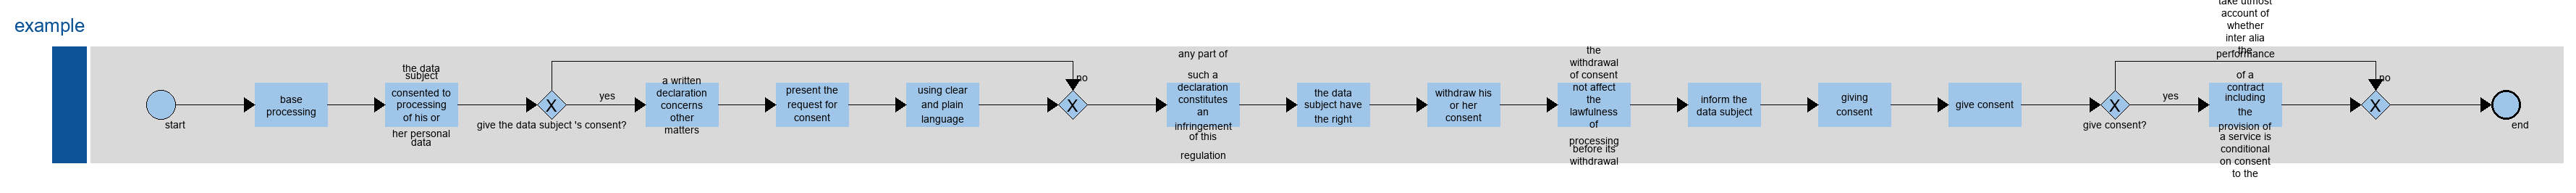 example
start
base
processing
the data
subject
consented to
processing
of his or
her personal
data
X
give the data subject 's consent?
yes
a written
declaration
concerns
other
matters
present the
request for
consent
using clear
and plain
language
no
X
any part of
such a
declaration
constitutes
an
infringement
of this
regulation
the data
subject have
the right
withdraw his
or her
consent
the
withdrawal
of consent
not affect
the
lawfulness
of
processing
before its
withdrawal
inform the
data subject
giving
consent
give consent
X
give consent?
yes
take utmost
account of
whether
inter alia
the
performance
of a
contract
including
the
provision of
a service is
conditional
on consent
to the
no
X
end